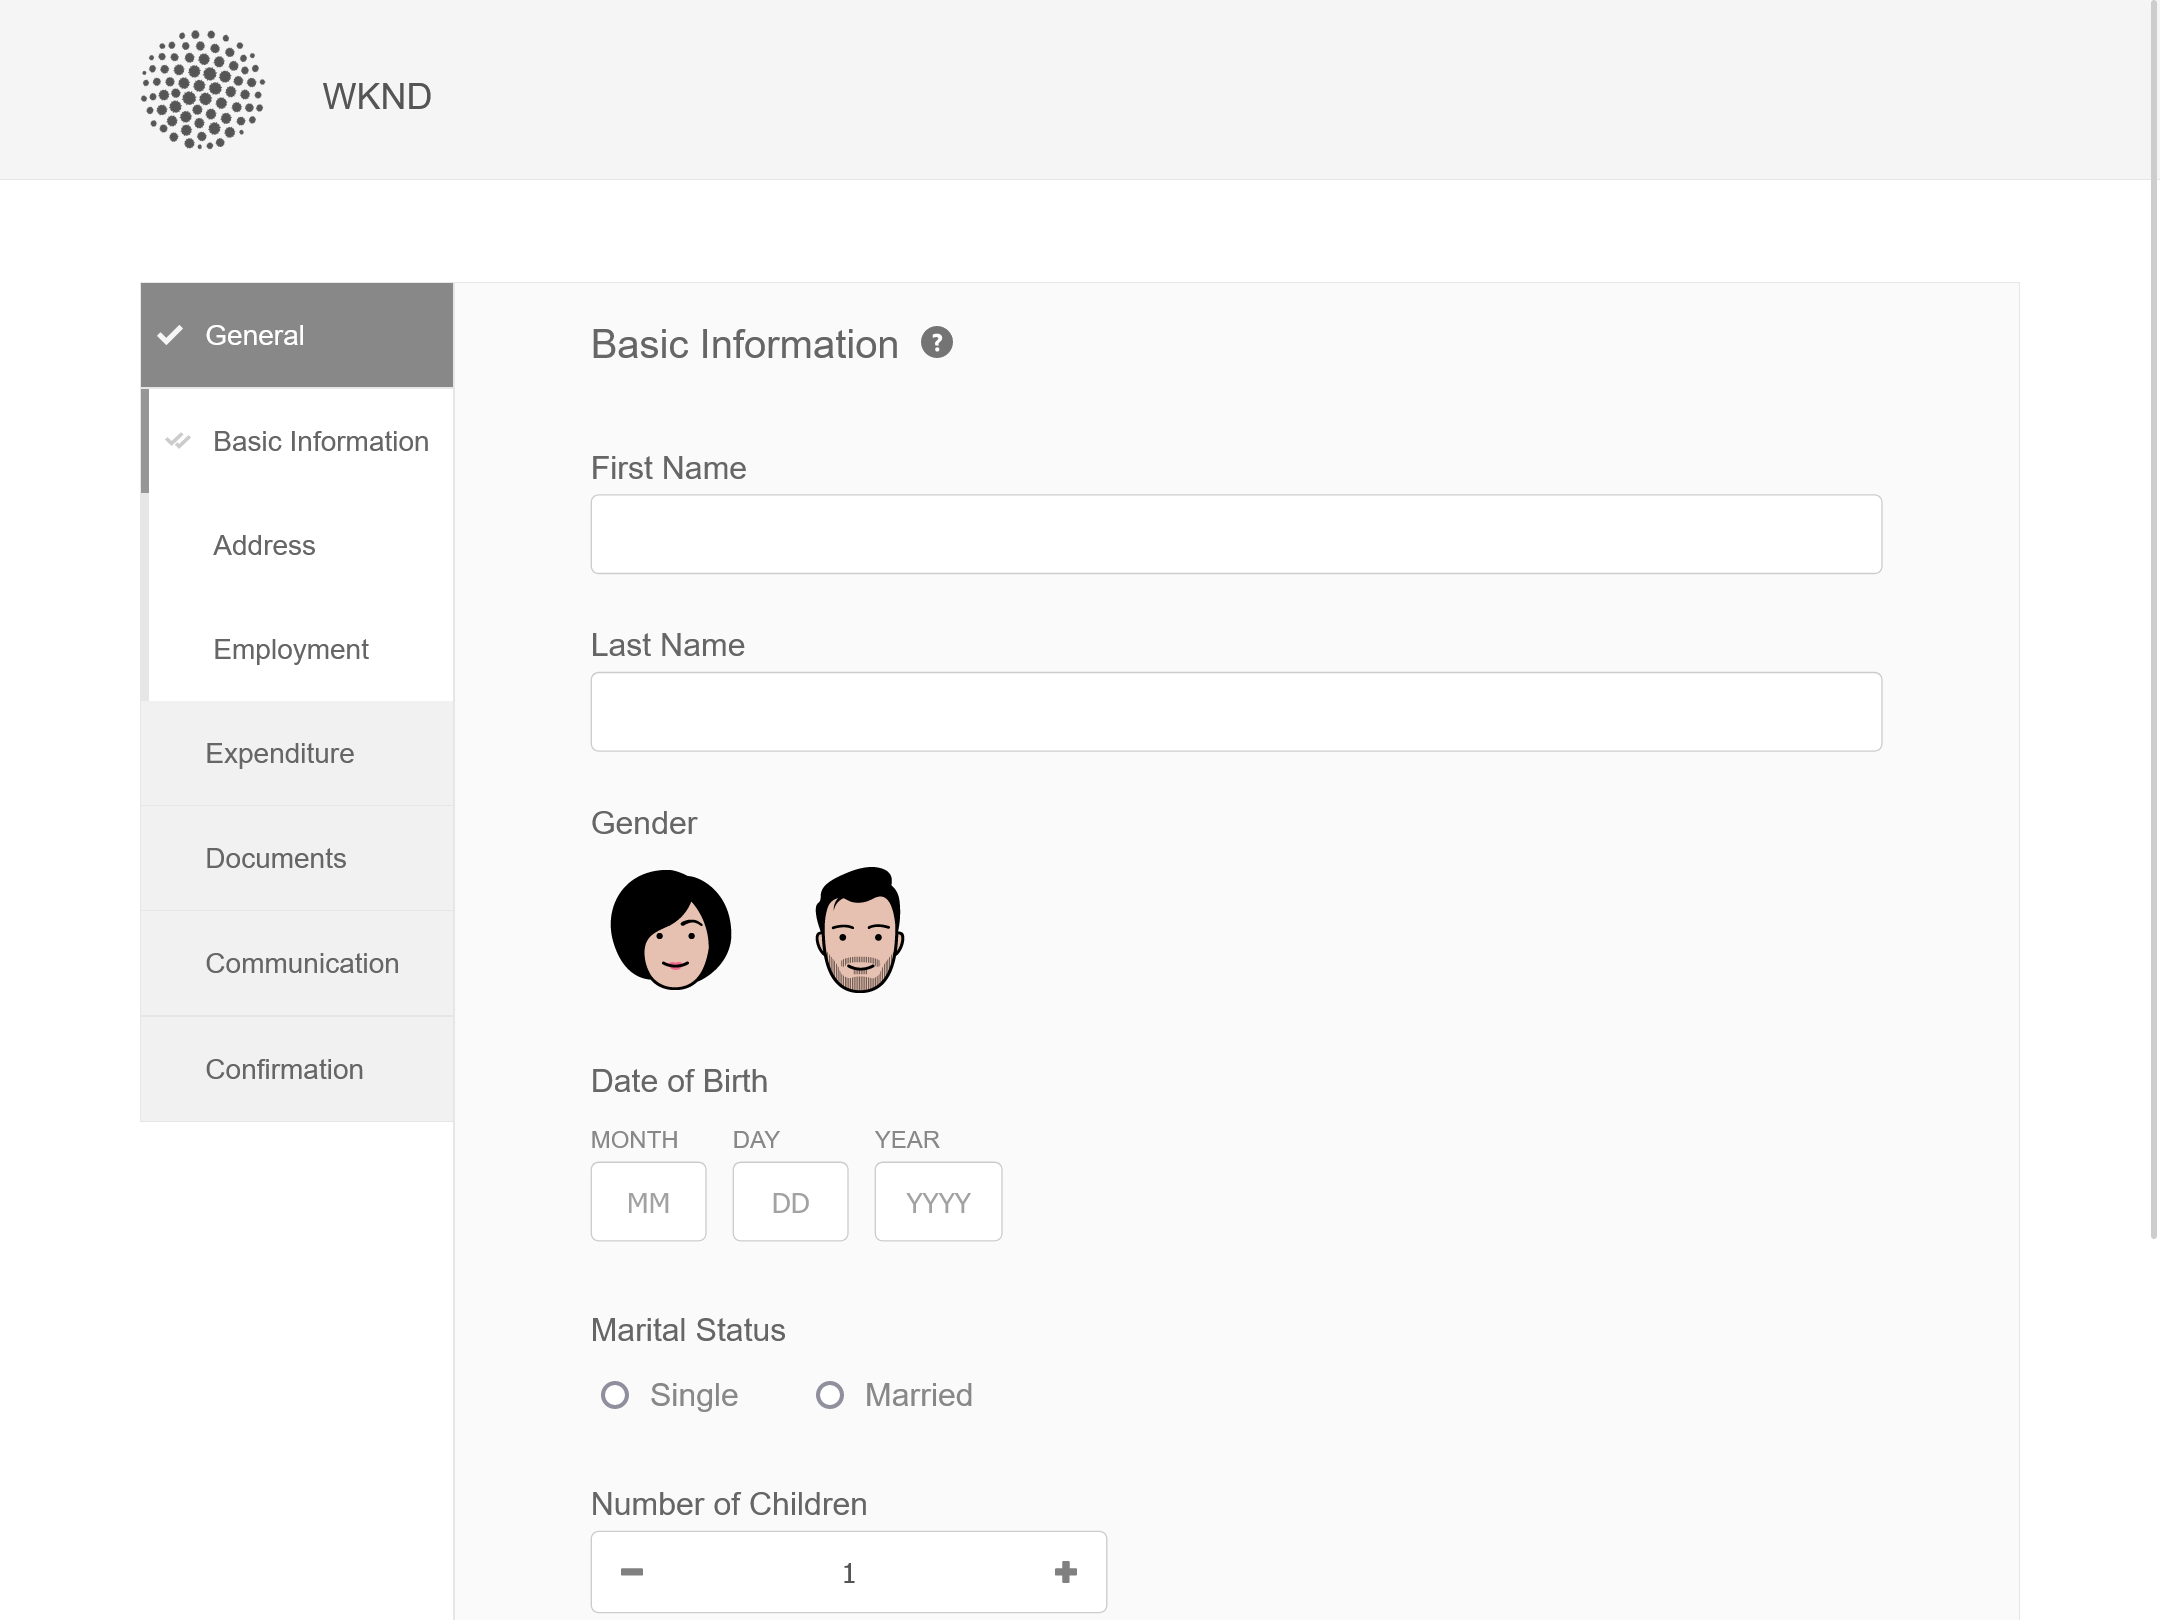 WKND
General
Basic Information
Address
Employment
Expenditure
Documents
Communication
Confirmation
Basic Information ?
First Name
Last Name
Gender
Date of Birth
MONTH DAY YEAR
MM DD YYYY
Marital Status
Single Married
Number of Children
1